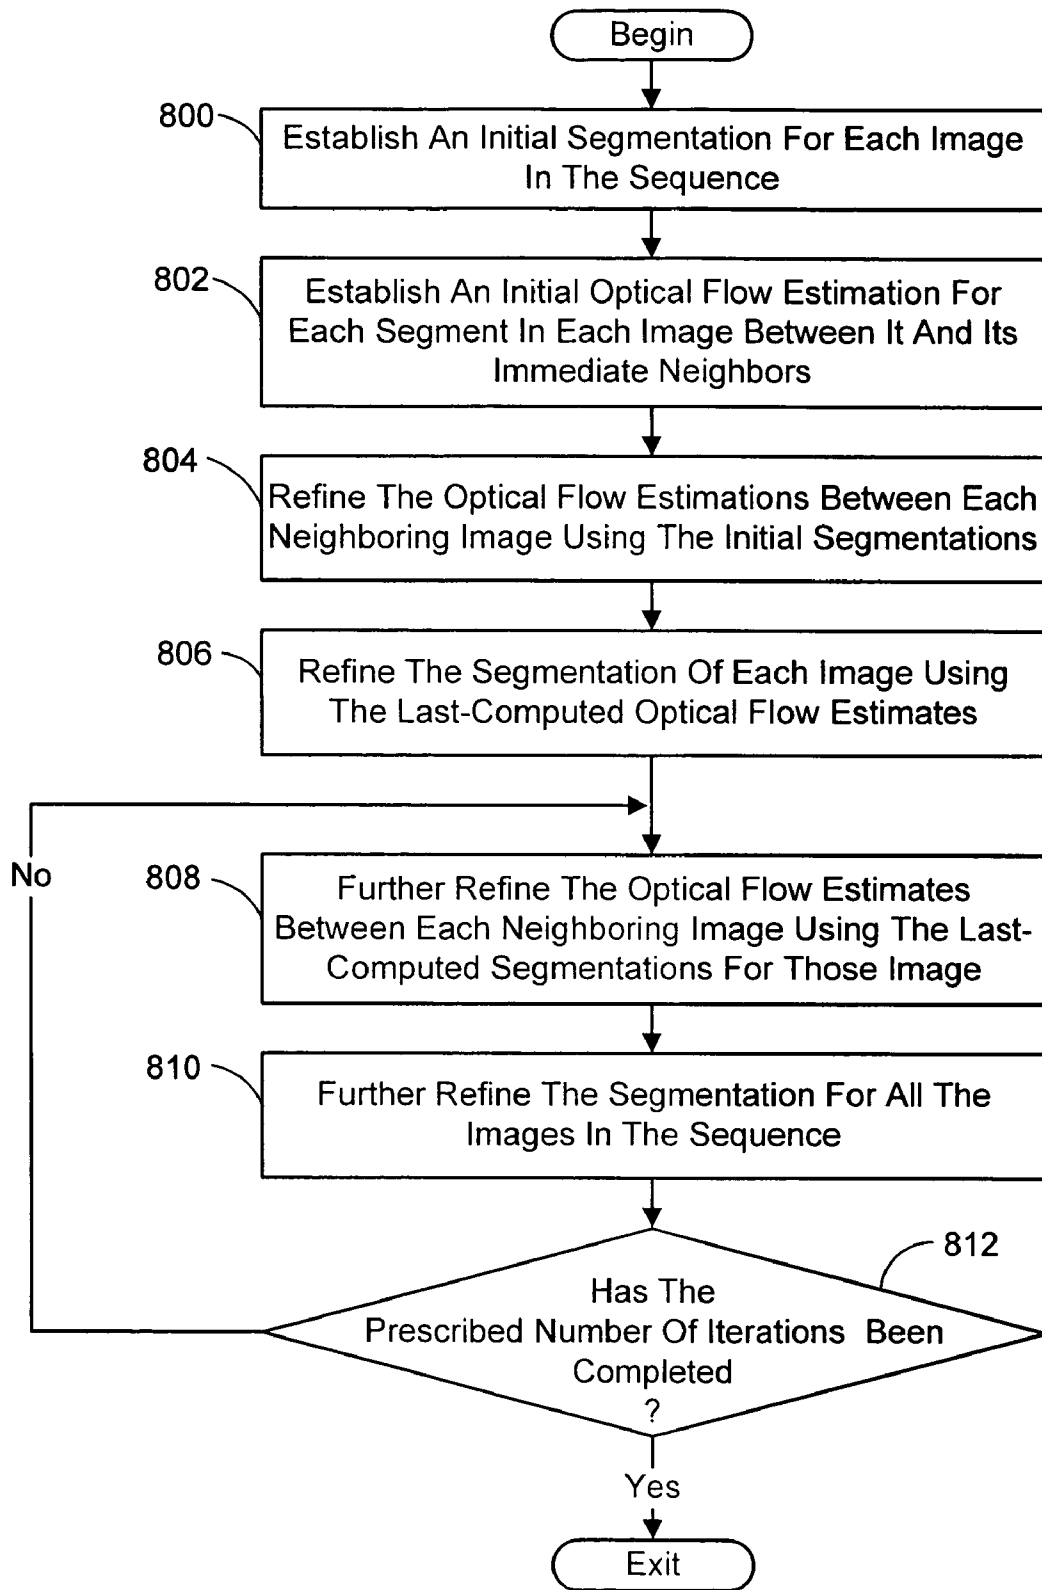 Begin
800
Establish An Initial Segmentation For Each Image
In The Sequence
802
Establish An Initial Optical Flow Estimation For
Each Segment In Each Image Between It And Its
Immediate Neighbors
804
Refine The Optical Flow Estimations Between Each
Neighboring Image Using The Initial Segmentations
806
Refine The Segmentation Of Each Image Using
The Last-Computed Optical Flow Estimates
No
808
Further Refine The Optical Flow Estimates
Between Each Neighboring Image Using The Last-
Computed Segmentations For Those Image
810
Further Refine The Segmentation For All The
Images In The Sequence
812
Has The
Prescribed Number Of Iterations Been
Completed
?
Yes
Exit